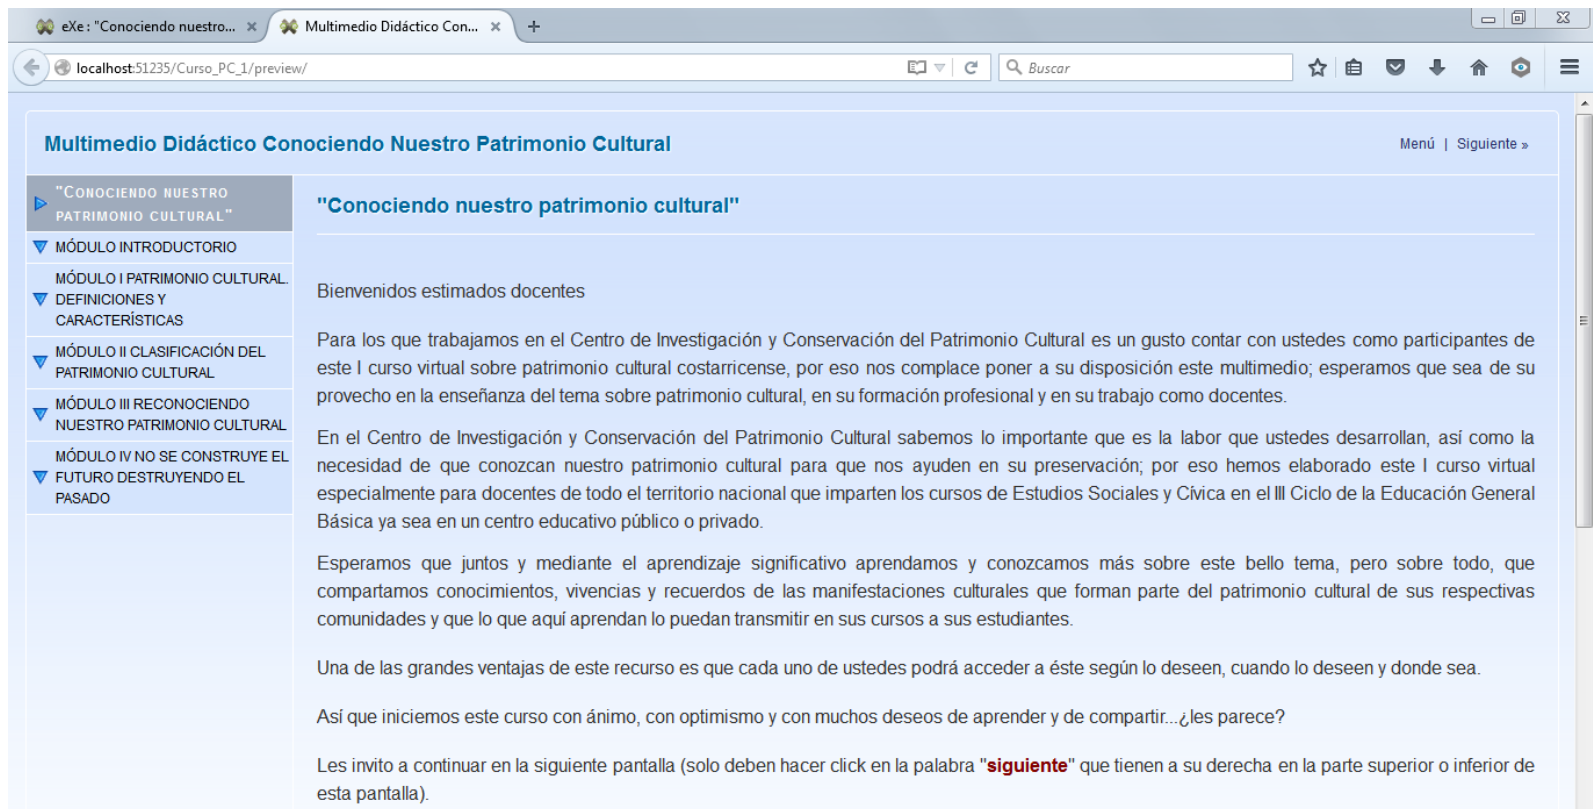 eXe : "Conociendo nuestro...
Multimedio Didáctico Con...
localhost:51235/Curso_PC_1/preview/
Buscar
Multimedio Didáctico Conociendo Nuestro Patrimonio Cultural
Menú | Siguiente »
"CONOCIENDO NUESTRO
PATRIMONIO CULTURAL"
MÓDULO INTRODUCTORIO
MÓDULO I PATRIMONIO CULTURAL.
DEFINICIONES Y
CARACTERÍSTICAS
MÓDULO II CLASIFICACIÓN DEL
PATRIMONIO CULTURAL
MÓDULO III RECONOCIENDO
NUESTRO PATRIMONIO CULTURAL
MÓDULO IV NO SE CONSTRUYE EL
FUTURO DESTRUYENDO EL
PASADO
"Conociendo nuestro patrimonio cultural"
Bienvenidos estimados docentes
Para los que trabajamos en el Centro de Investigación y Conservación del Patrimonio Cultural es un gusto contar con ustedes como participantes de
este I curso virtual sobre patrimonio cultural costarricense, por eso nos complace poner a su disposición este multimedio; esperamos que sea de su
provecho en la enseñanza del tema sobre patrimonio cultural, en su formación profesional y en su trabajo como docentes.
En el Centro de Investigación y Conservación del Patrimonio Cultural sabemos lo importante que es la labor que ustedes desarrollan, así como la
necesidad de que conozcan nuestro patrimonio cultural para que nos ayuden en su preservación; por eso hemos elaborado este I curso virtual
especialmente para docentes de todo el territorio nacional que imparten los cursos de Estudios Sociales y Cívica en el III Ciclo de la Educación General
Básica ya sea en un centro educativo público o privado.
Esperamos que juntos y mediante el aprendizaje significativo aprendamos y conozcamos más sobre este bello tema, pero sobre todo, que
compartamos conocimientos, vivencias y recuerdos de las manifestaciones culturales que forman parte del patrimonio cultural de sus respectivas
comunidades y que lo que aquí aprendan lo puedan transmitir en sus cursos a sus estudiantes.
Una de las grandes ventajas de este recurso es que cada uno de ustedes podrá acceder a éste según lo deseen, cuando lo deseen y donde sea.
Así que iniciemos este curso con ánimo, con optimismo y con muchos deseos de aprender y de compartir...¿les parece?
Les invito a continuar en la siguiente pantalla (solo deben hacer click en la palabra "siguiente" que tienen a su derecha en la parte superior o inferior de
esta pantalla).